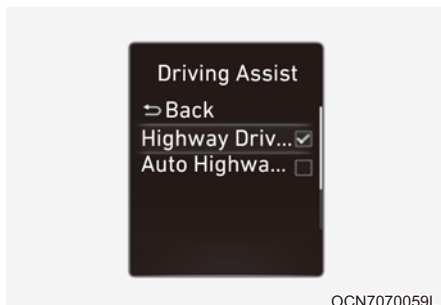 Driving Assist
Back
Highway Driv...
Auto Highwa...
OCN7070059L